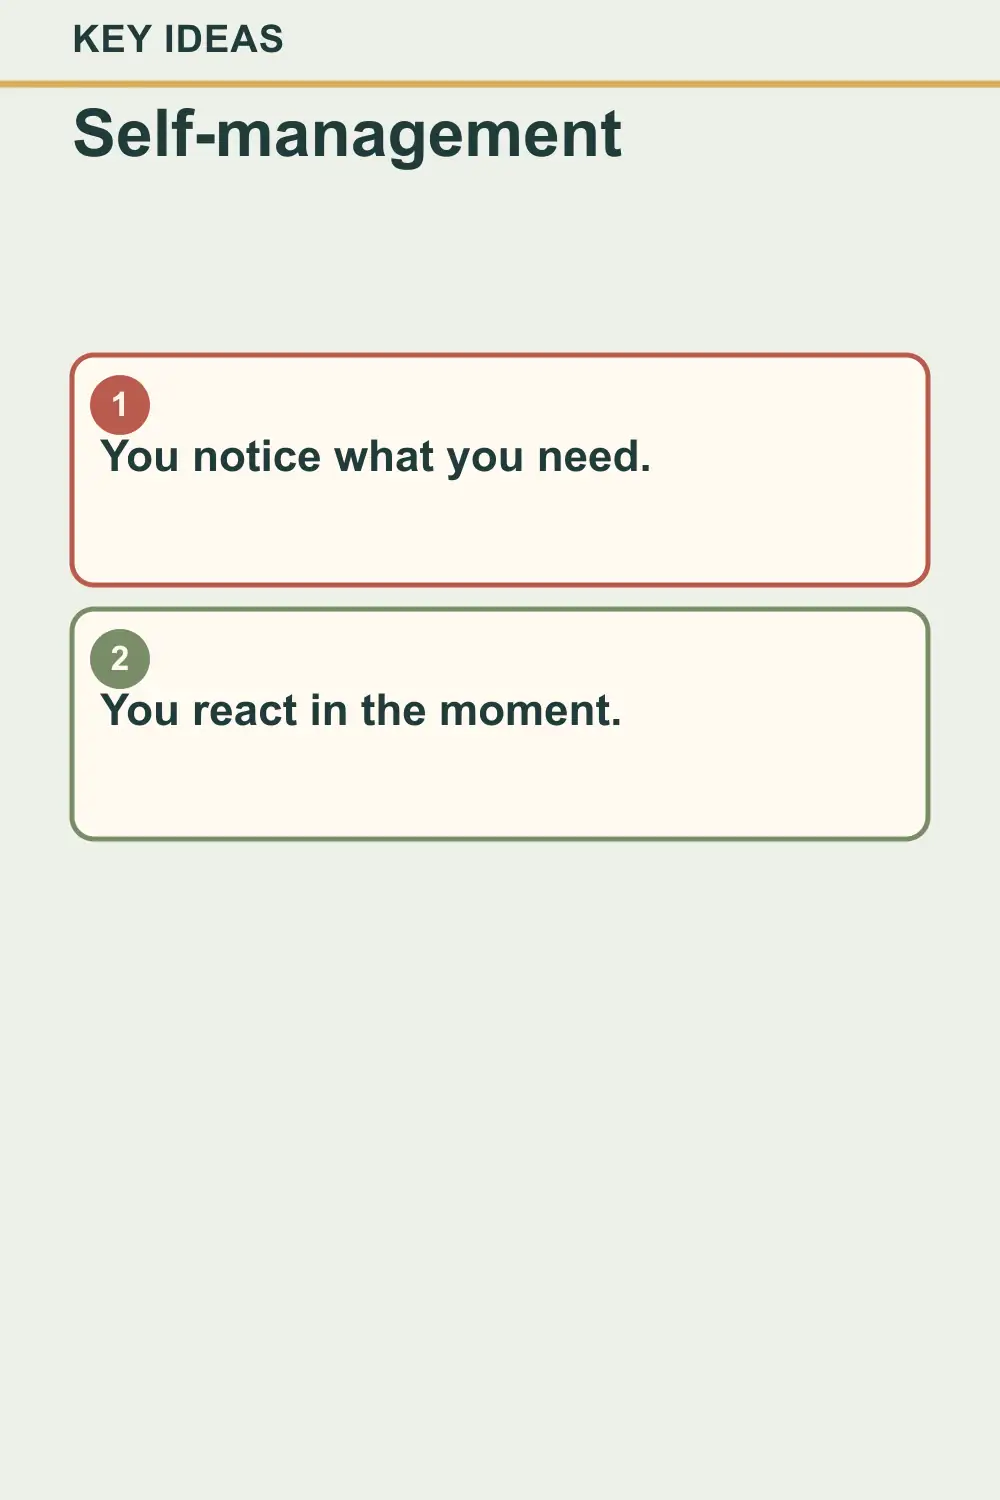 KEY IDEAS
Self-management
1
You notice what you need.
2
You react in the moment.